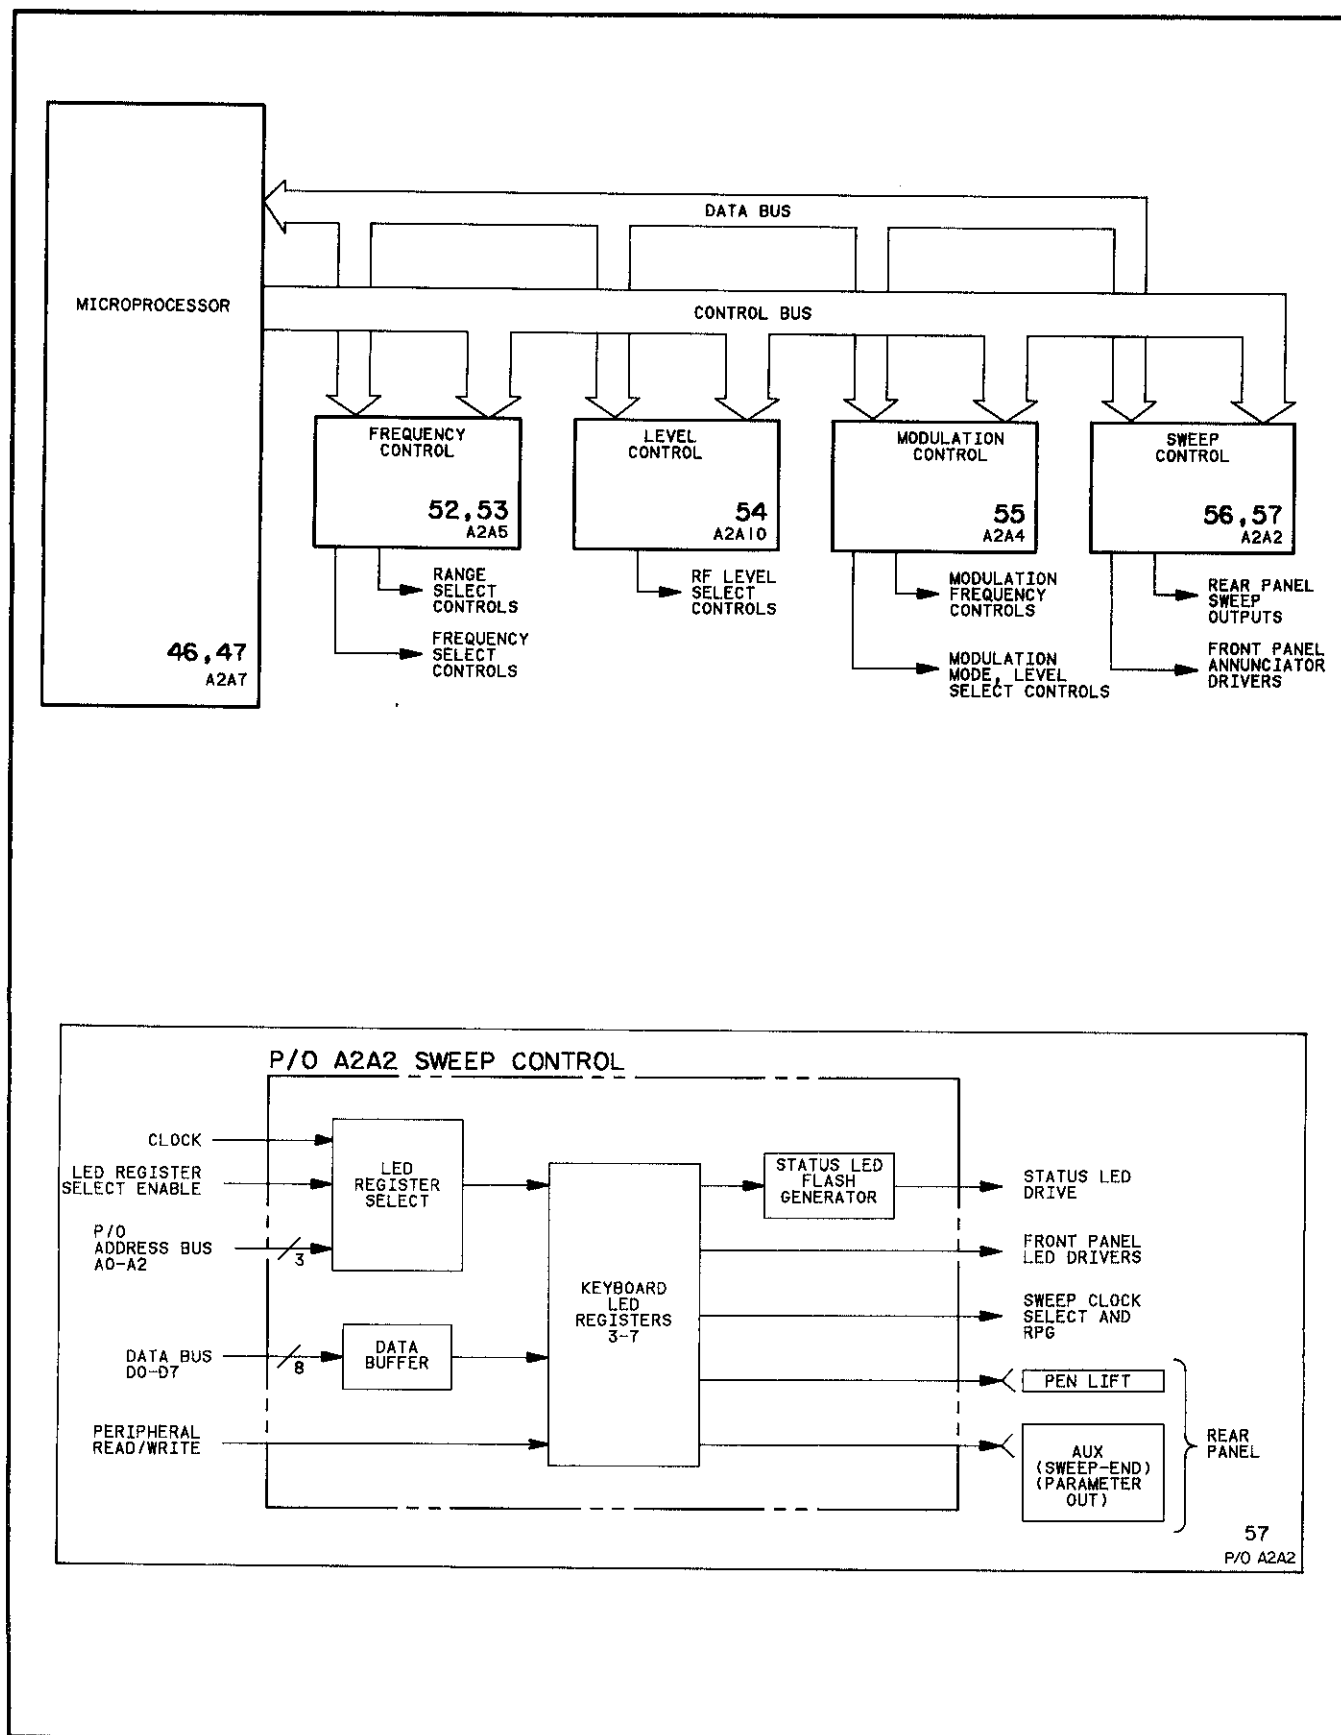 DATA BUS
MICROPROCESSOR
CONTROL BUS
46,47
A2A7
FREQUENCY
CONTROL
52,53
A2A5
LEVEL
CONTROL
54
A2A10
MODULATION
CONTROL
55
A2A4
SWEEP
CONTROL
56,57
A2A2
RANGE
SELECT
CONTROLS
FREQUENCY
SELECT
CONTROLS
RF LEVEL
SELECT
CONTROLS
MODULATION
FREQUENCY
CONTROLS
MODULATION
MODE, LEVEL
SELECT CONTROLS
REAR PANEL
SWEEP
OUTPUTS
FRONT PANEL
ANNUNCIATOR
DRIVERS
P/O A2A2 SWEEP CONTROL
CLOCK
LED REGISTER
SELECT ENABLE
P/O
ADDRESS BUS
A0-A2
3
DATA BUS
D0-D7
8
PERIPHERAL
READ/WRITE
LED
REGISTER
SELECT
DATA
BUFFER
KEYBOARD
LED
REGISTERS
3-7
STATUS LED
FLASH
GENERATOR
STATUS LED
DRIVE
FRONT PANEL
LED DRIVERS
SWEEP CLOCK
SELECT AND
RPG
PEN LIFT
AUX
(SWEEP-END)
(PARAMETER
OUT)
REAR
PANEL
57
P/O A2A2